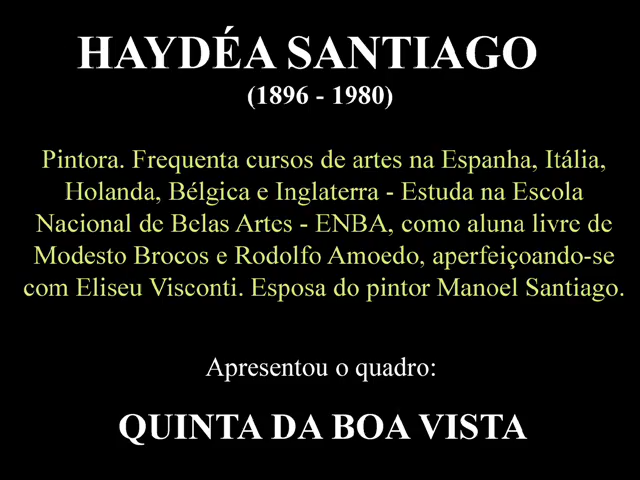 HAYDÉA SANTIAGO
(1896 - 1980)
Pintora. Frequenta cursos de artes na Espanha, Itália,
Holanda, Bélgica e Inglaterra - Estuda na Escola
Nacional de Belas Artes - ENBA, como aluna livre de
Modesto Brocos e Rodolfo Amoedo, aperfeiçoando-se
com Eliseu Visconti. Esposa do pintor Manoel Santiago.
Apresentou o quadro:
QUINTA DA BOA VISTA